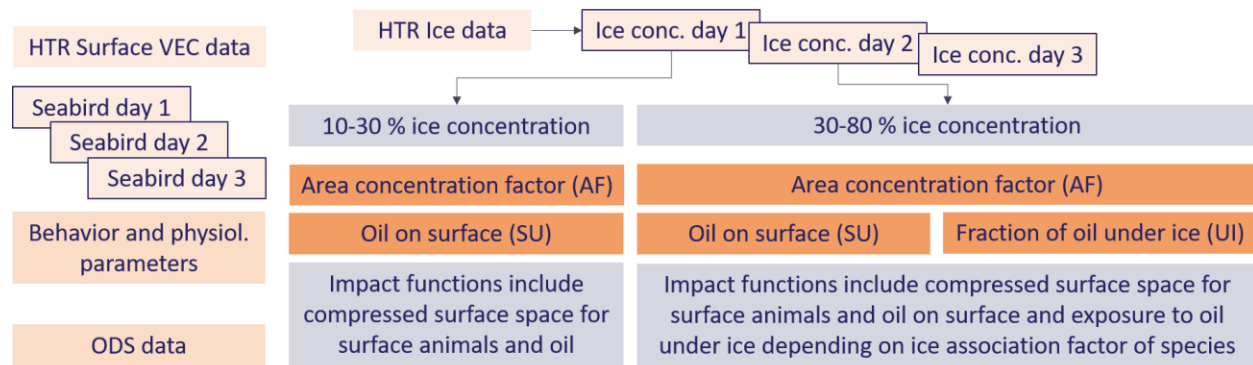 HTR Surface VEC data
Seabird day 1
Seabird day 2
Seabird day 3
Behavior and physiol.
parameters
ODS data
HTR Ice data
Ice conc. day 1
Ice conc. day 2
Ice conc. day 3
10-30 % ice concentration
Area concentration factor (AF)
Oil on surface (SU)
Impact functions include
compressed surface space for
surface animals and oil
30-80 % ice concentration
Area concentration factor (AF)
Oil on surface (SU)
Fraction of oil under ice (UI)
Impact functions include compressed surface space for
surface animals and oil on surface and exposure to oil
under ice depending on ice association factor of species